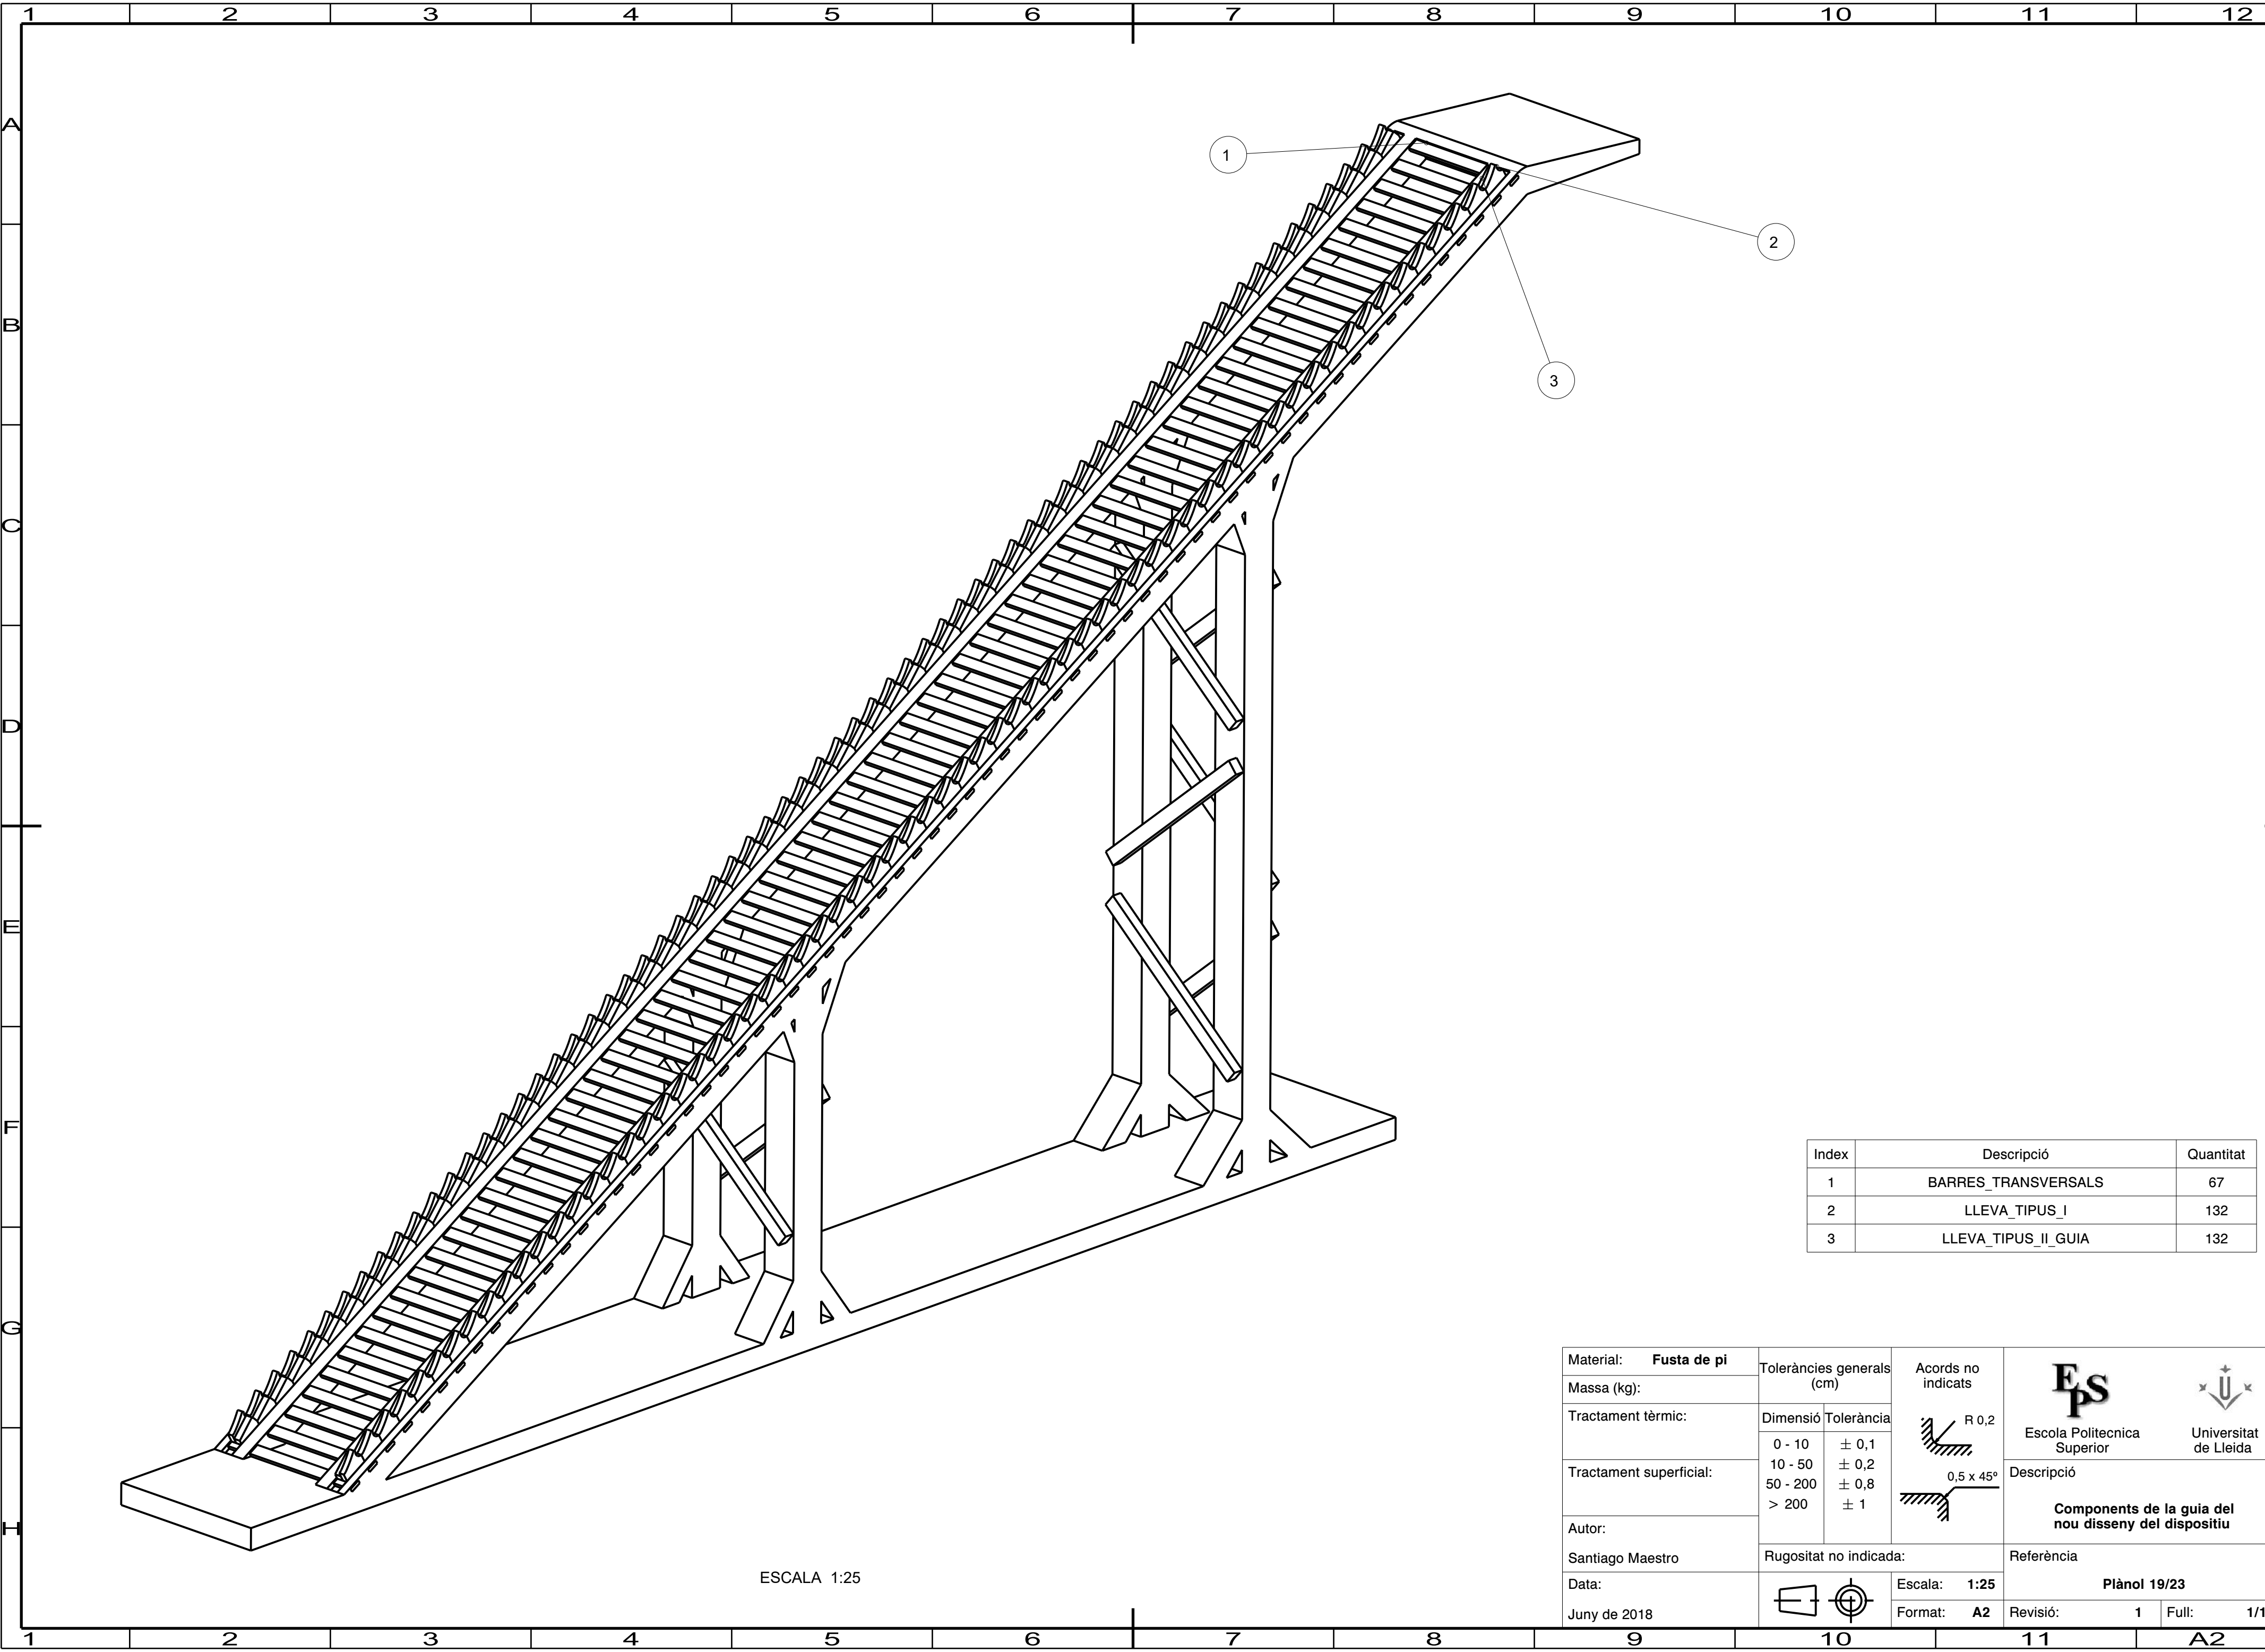 1 2 3 4 5 6 7 8 9 10 11 12
A
B
C
D
E
F
G
H
1
2
3
Index Descripció Quantitat
1 BARRES_TRANSVERSALS 67
2 LLEVA_TIPUS_I 132
3 LLEVA_TIPUS_II_GUIA 132
ESCALA 1:25
Material: Fusta de pi
Massa (kg):
Tractament tèrmic:
Tractament superficial:
Autor:
Santiago Maestro
Data:
Juny de 2018
Toleràncies generals
(cm)
Dimensió Tolerància
0 - 10 ± 0,1
10 - 50 ± 0,2
50 - 200 ± 0,8
> 200 ± 1
Acords no
indicats
R 0,2
0,5 x 45º
Rugositat no indicada:
Escala: 1:25
Format: A2
EPS
Escola Politecnica
Superior
Universitat
de Lleida
Descripció
Components de la guia del
nou disseny del dispositiu
Referència
Plànol 19/23
Revisió: 1 Full: 1/1
1 2 3 4 5 6 7 8 9 10 11 A2